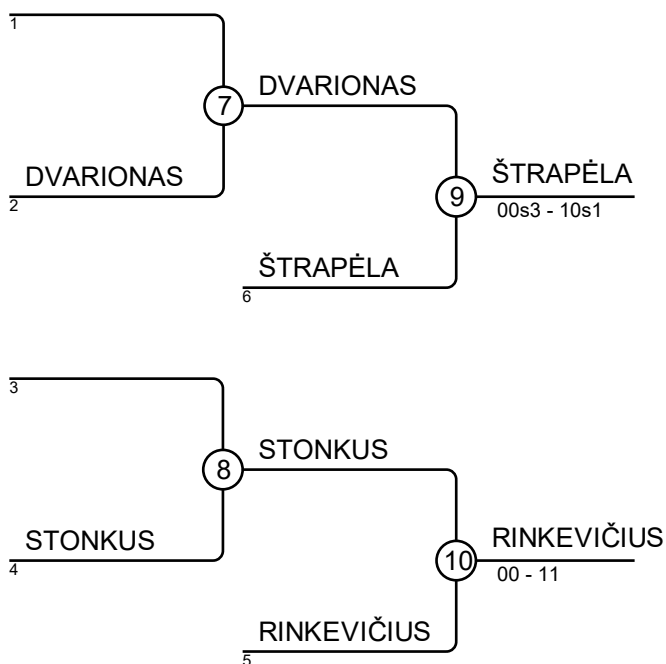 1
7
DVARIONAS
DVARIONAS
2
9
ŠTRAPĖLA
00s3 - 10s1
ŠTRAPĖLA
6
3
8
STONKUS
STONKUS
4
10
RINKEVIČIUS
00 - 11
RINKEVIČIUS
5